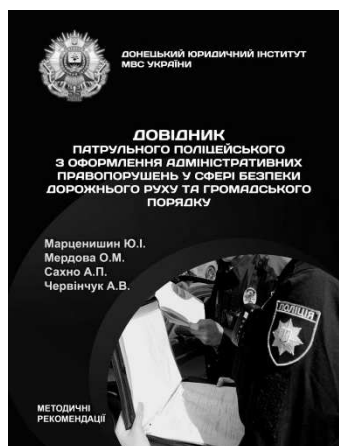 ДОНЕЦЬКИЙ ЮРИДИЧНИЙ ІНСТИТУТ
МВС УКРАЇНИ
ДОВІДНИК
ПАТРУЛЬНОГО ПОЛІЦЕЙСЬКОГО
З ОФОРМЛЕННЯ АДМІНІСТРАТИВНИХ
ПРАВОПОРУШЕНЬ У СФЕРІ БЕЗПЕКИ
ДОРОЖНЬОГО РУХУ ТА ГРОМАДСЬКОГО
ПОРЯДКУ
Марценишин Ю.І.
Мердова О.М.
Сахно А.П.
Червінчук А.В.
ПОЛІЦІЯ
МЕТОДИЧНІ
РЕКОМЕНДАЦІЇ